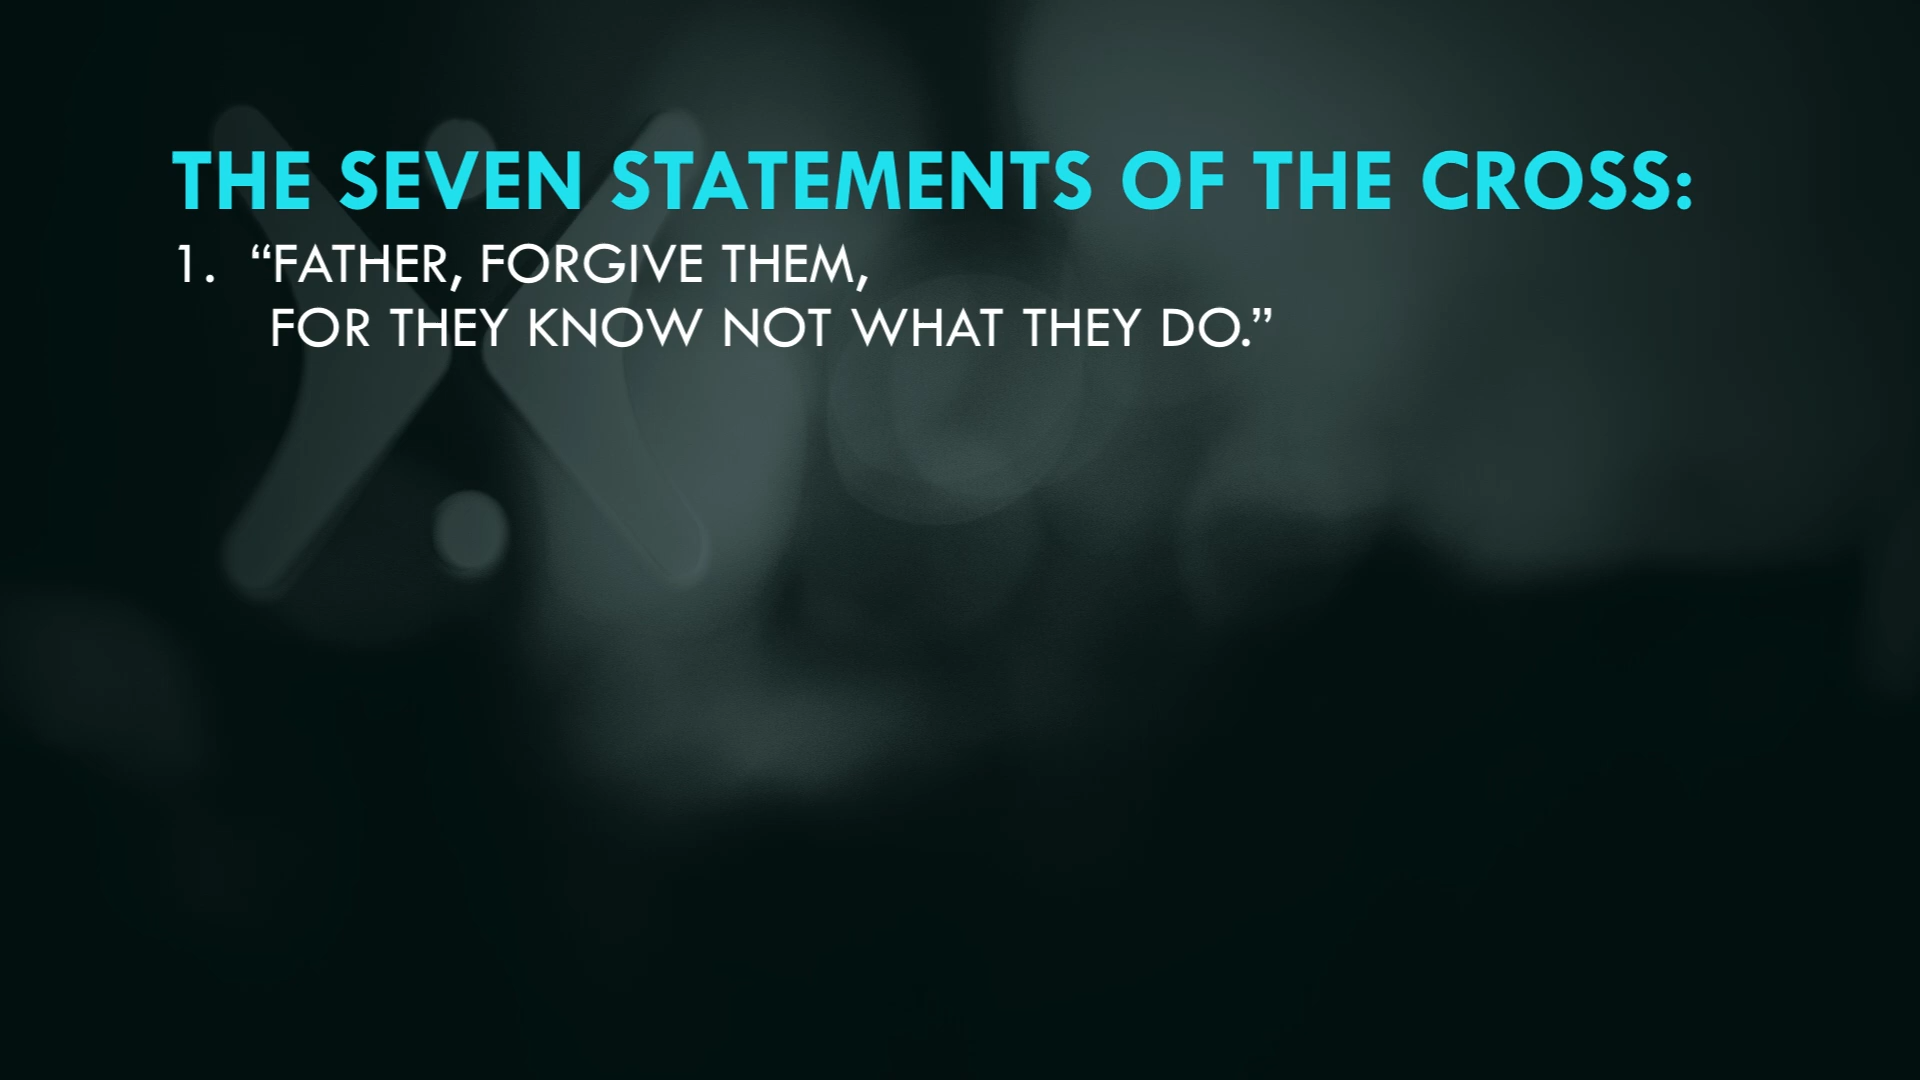 THE SEVEN STATEMENTS OF THE CROSS:
1. “FATHER, FORGIVE THEM,
FOR THEY KNOW NOT WHAT THEY DO.”